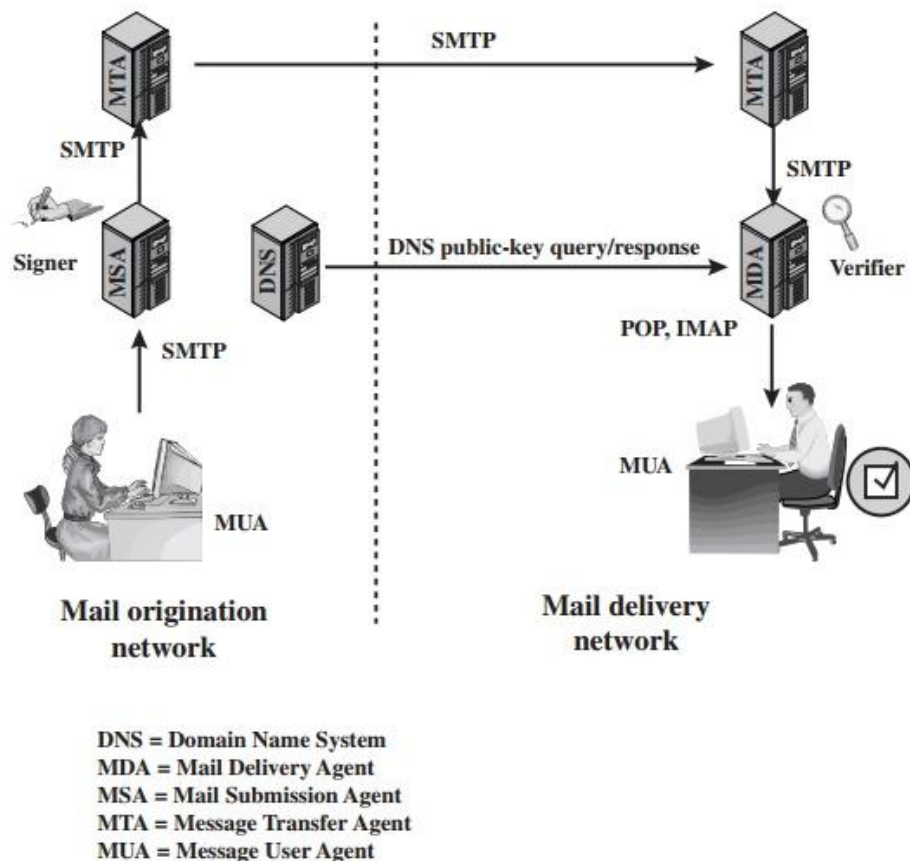 SMTP
MTA
MTA
SMTP
SMTP
Signer
MSA
DNS
DNS public-key query/response
MDA
Verifier
SMTP
POP, IMAP
MUA
MUA
Mail origination
network
Mail delivery
network
DNS = Domain Name System
MDA = Mail Delivery Agent
MSA = Mail Submission Agent
MTA = Message Transfer Agent
MUA = Message User Agent